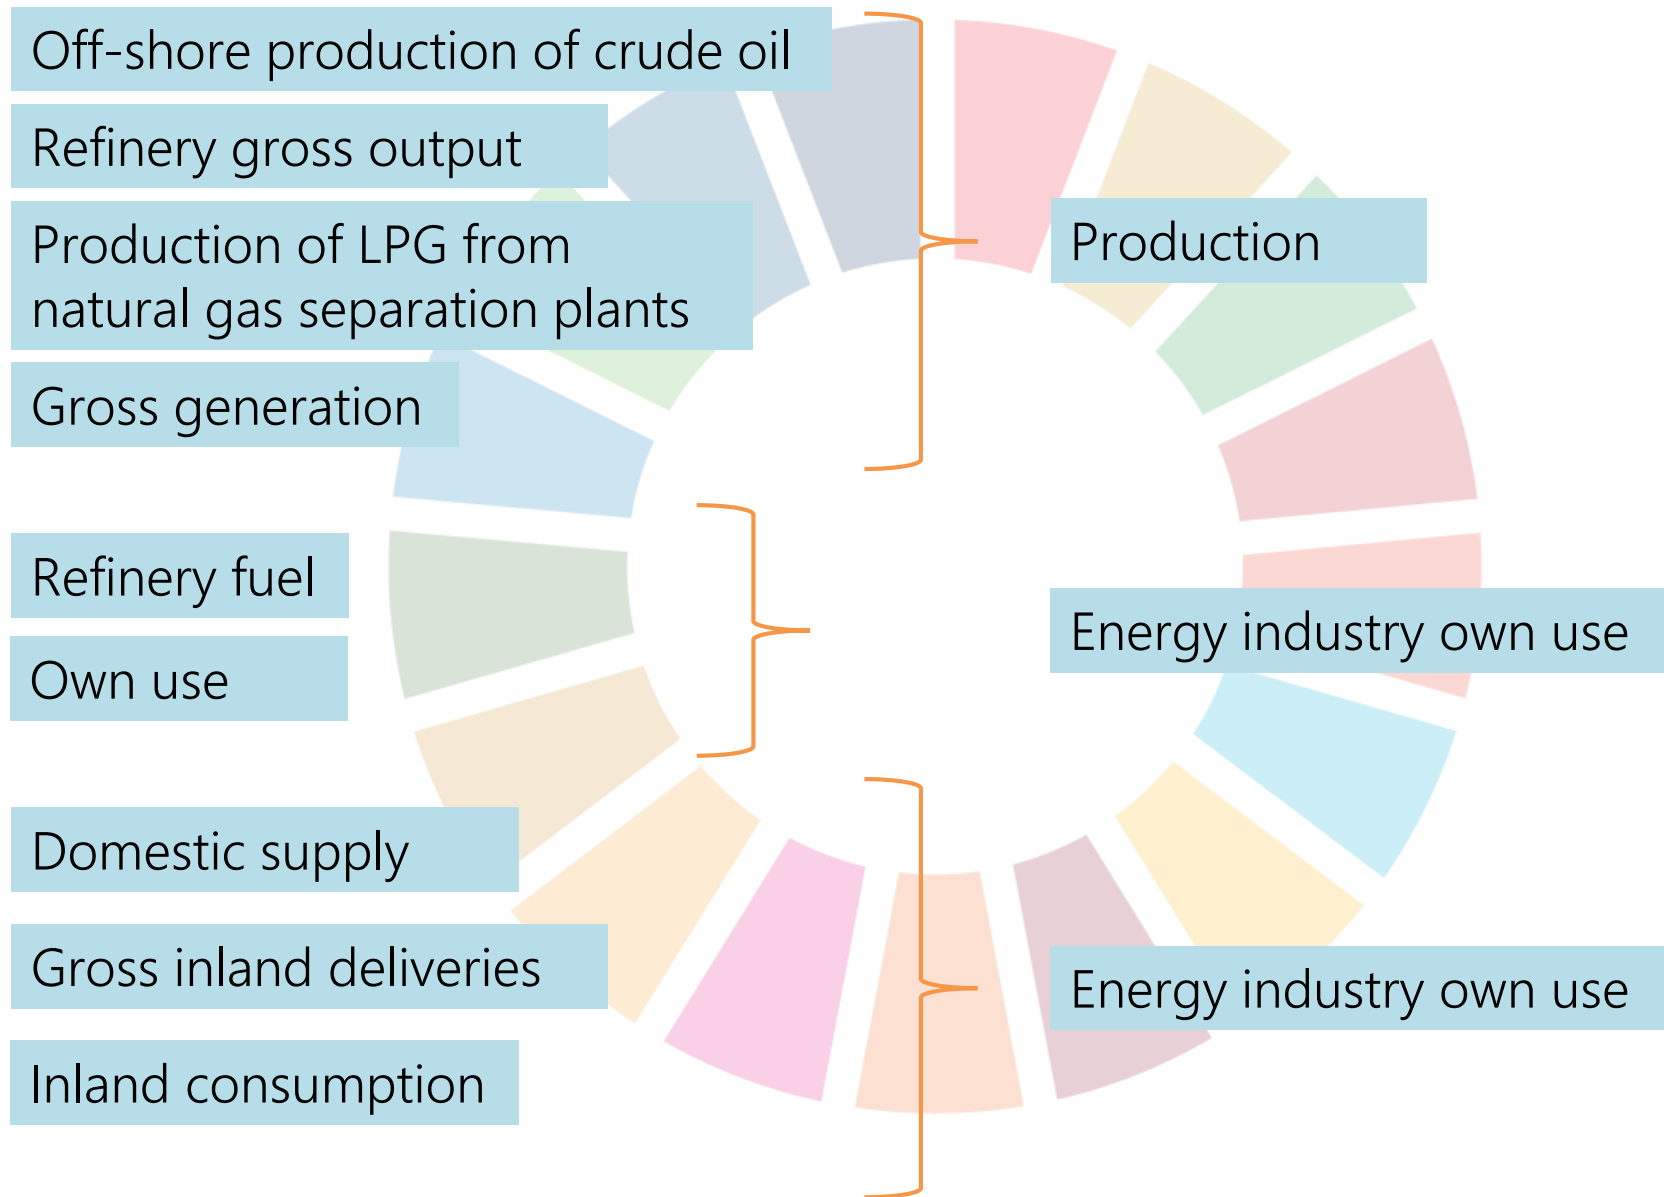 Off-shore production of crude oil
Refinery gross output
Production of LPG from
natural gas separation plants
Gross generation
Production
Refinery fuel
Own use
Energy industry own use
Domestic supply
Gross inland deliveries
Inland consumption
Energy industry own use